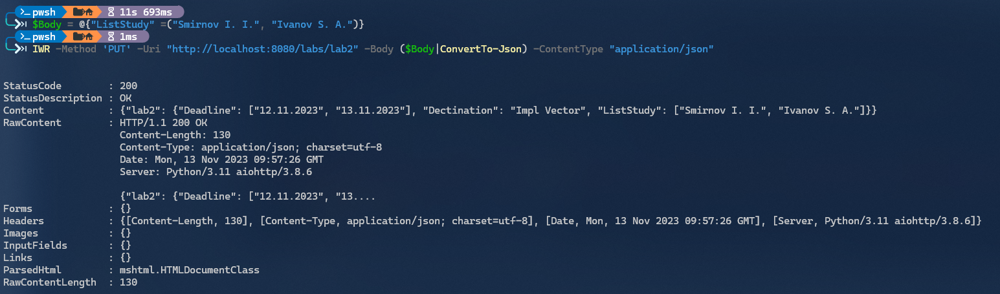 pwsh 11s 693ms
$Body = @{"ListStudy" =("Smirnov I. I.", "Ivanov S. A.")}
pwsh 1ms
IWR -Method 'PUT' -Uri "http://localhost:8080/labs/lab2" -Body ($Body|ConvertTo-Json) -ContentType "application/json"
StatusCode : 200
StatusDescription : OK
Content : {"lab2": {"Deadline": ["12.11.2023", "13.11.2023"], "Dectination": "Impl Vector", "ListStudy": ["Smirnov I. I.", "Ivanov S. A."]}}
RawContent : HTTP/1.1 200 OK
Content-Length: 130
Content-Type: application/json; charset=utf-8
Date: Mon, 13 Nov 2023 09:57:26 GMT
Server: Python/3.11 aiohttp/3.8.6
{"lab2": {"Deadline": ["12.11.2023", "13....
Forms : {}
Headers : {[Content-Length, 130], [Content-Type, application/json; charset=utf-8], [Date, Mon, 13 Nov 2023 09:57:26 GMT], [Server, Python/3.11 aiohttp/3.8.6]}
Images : {}
InputFields : {}
Links : {}
ParsedHtml : mshtml.HTMLDocumentClass
RawContentLength : 130